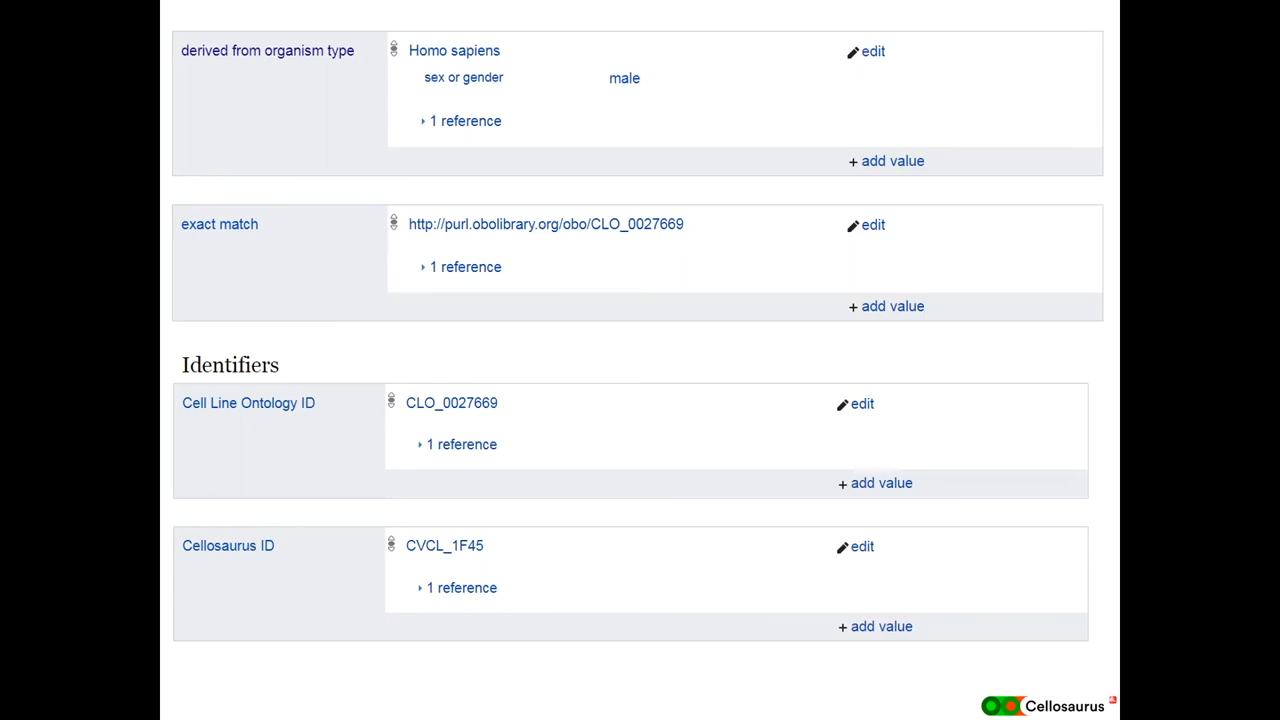 derived from organism type
Homo sapiens
edit
sex or gender male
1 reference
+ add value
exact match
http://purl.obolibrary.org/obo/CLO_0027669
edit
1 reference
+ add value
Identifiers
Cell Line Ontology ID
CLO_0027669
edit
1 reference
+ add value
Cellosaurus ID
CVCL_1F45
edit
1 reference
+ add value
Cellosaurus